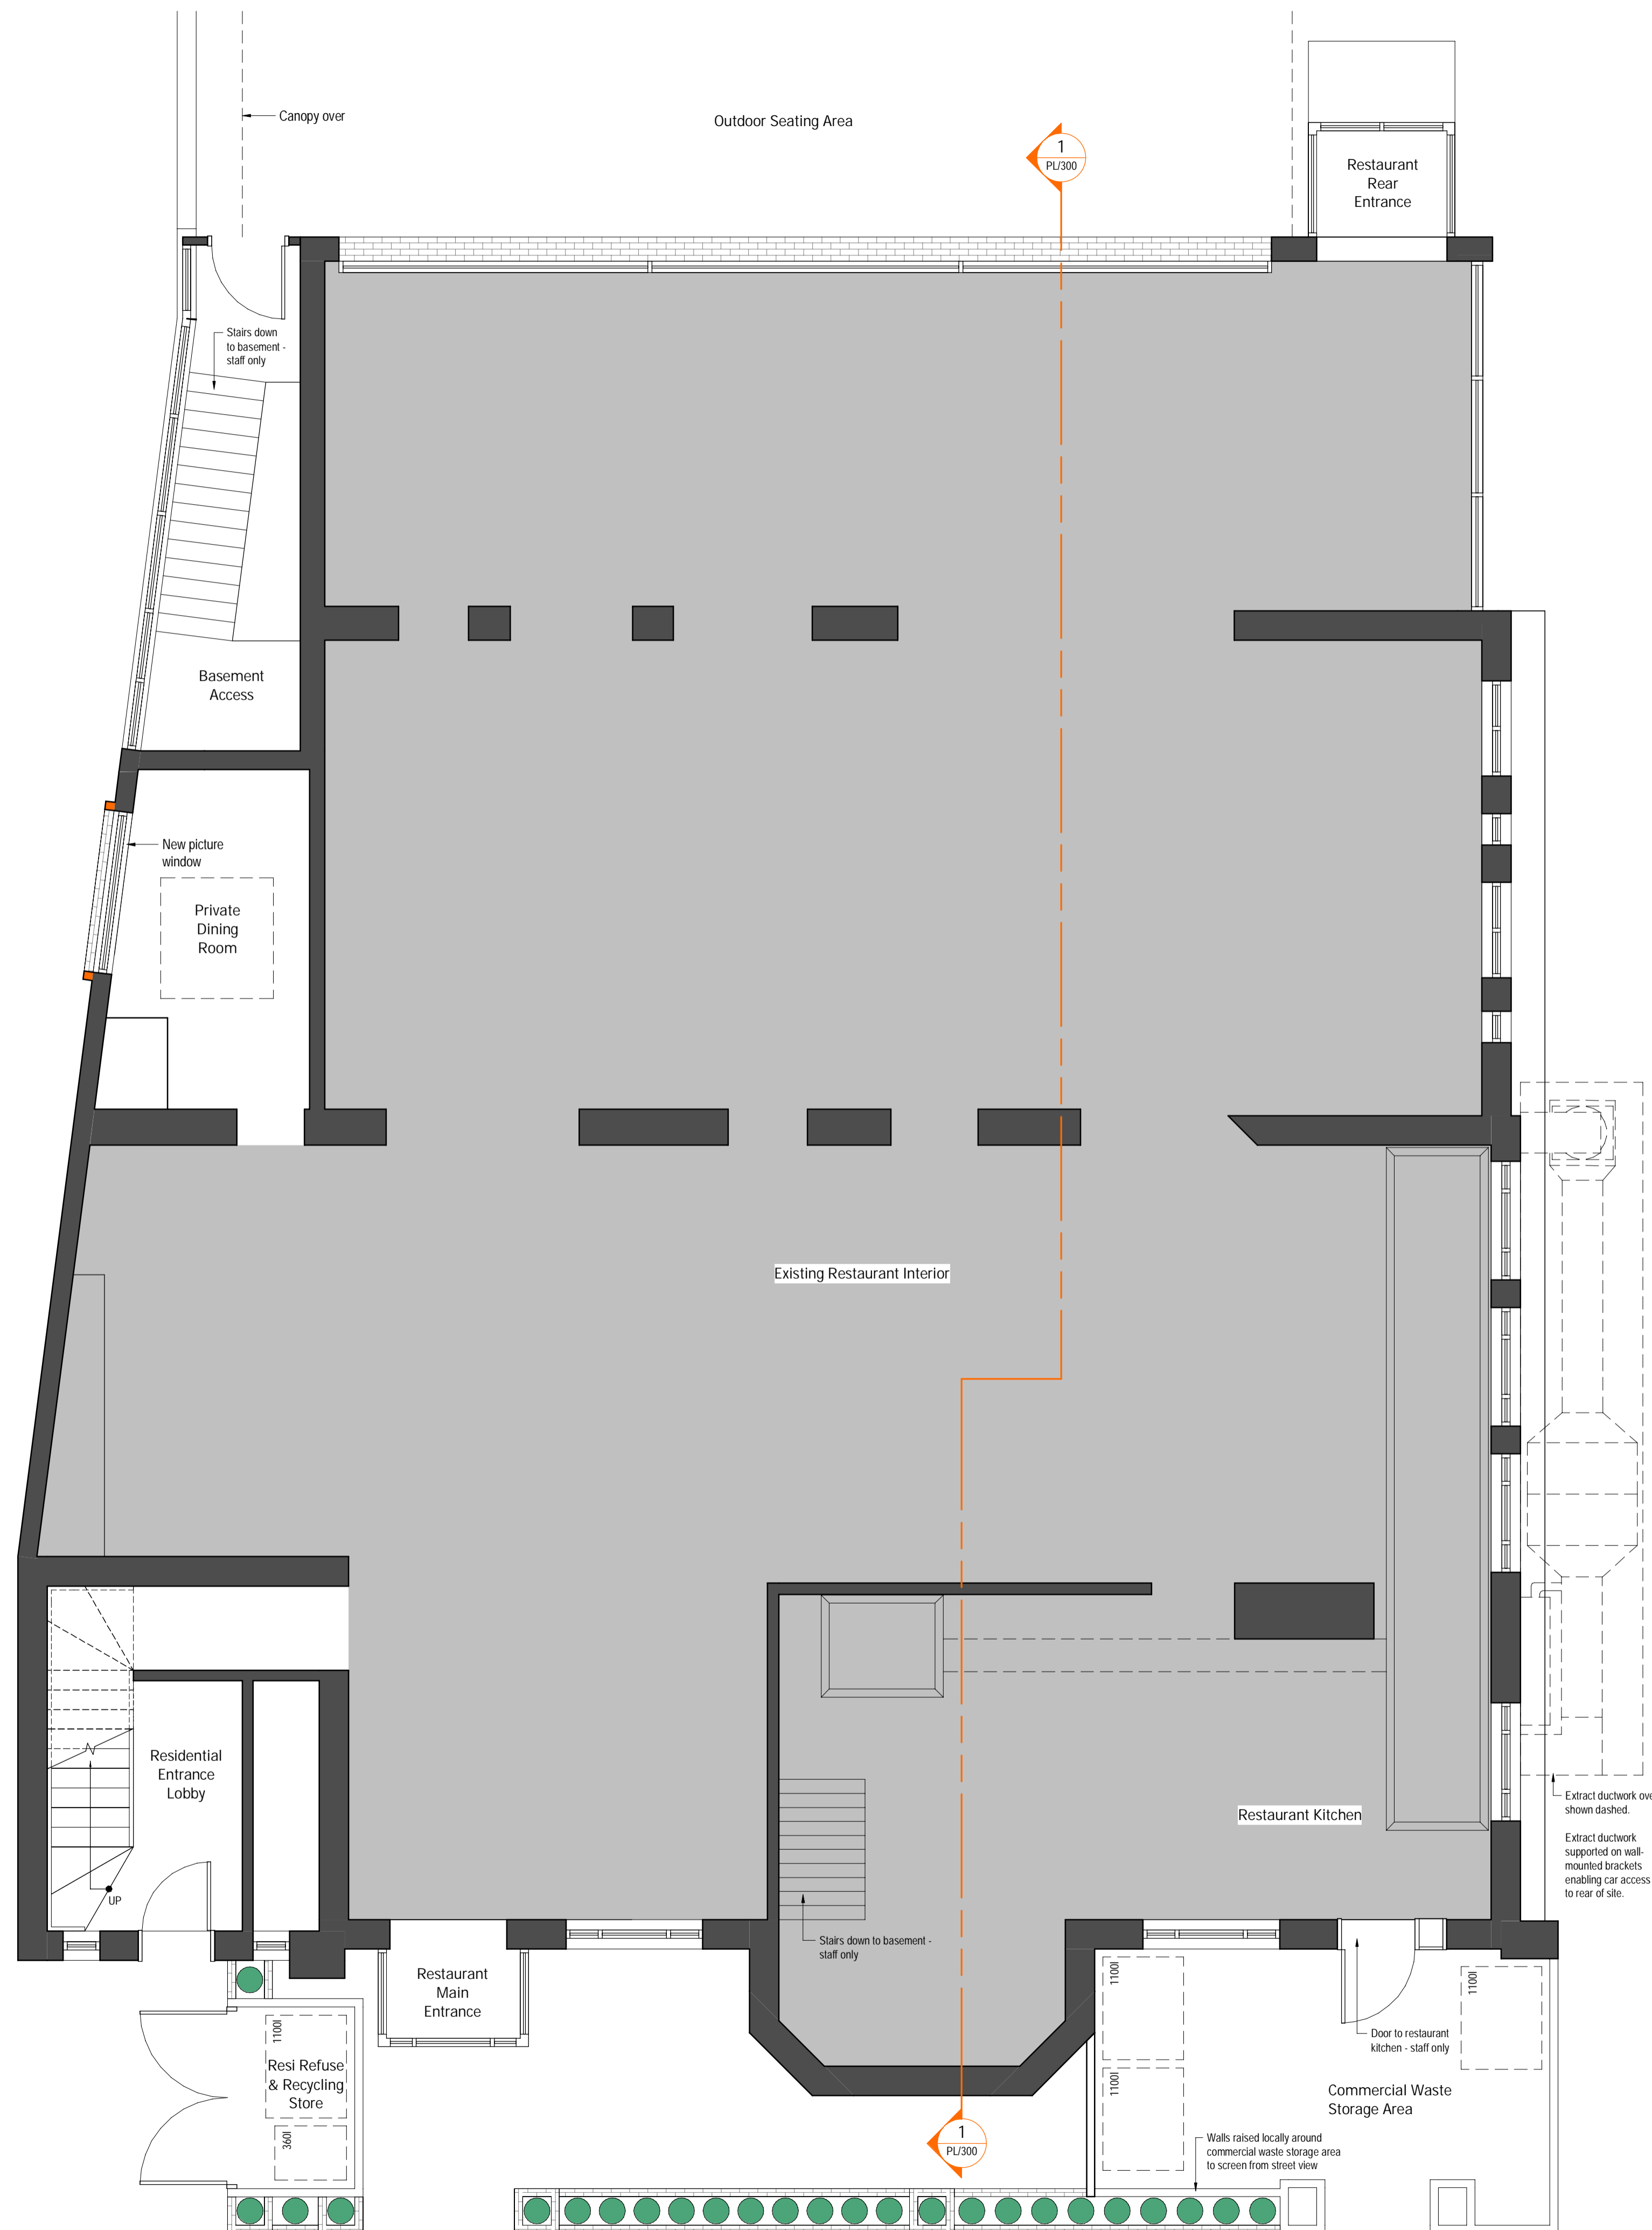 Canopy over
Outdoor Seating Area
1
PL/300
Restaurant
Rear
Entrance
Stairs down
to basement -
staff only
Basement
Access
New picture
window
Private
Dining
Room
Existing Restaurant Interior
Residential
Entrance
Lobby
UP
Restaurant Kitchen
Extract ductwork ove
shown dashed.
Extract ductwork
supported on wall-
mounted brackets
enabling car access
to rear of site.
Stairs down to basement -
staff only
Restaurant
Main
Entrance
1100l
Resi Refuse
& Recycling
Store
360l
1100l
1100l
1100l
Door to restaurant
kitchen - staff only
Commercial Waste
Storage Area
Walls raised locally around
commercial waste storage area
to screen from street view
1
PL/300